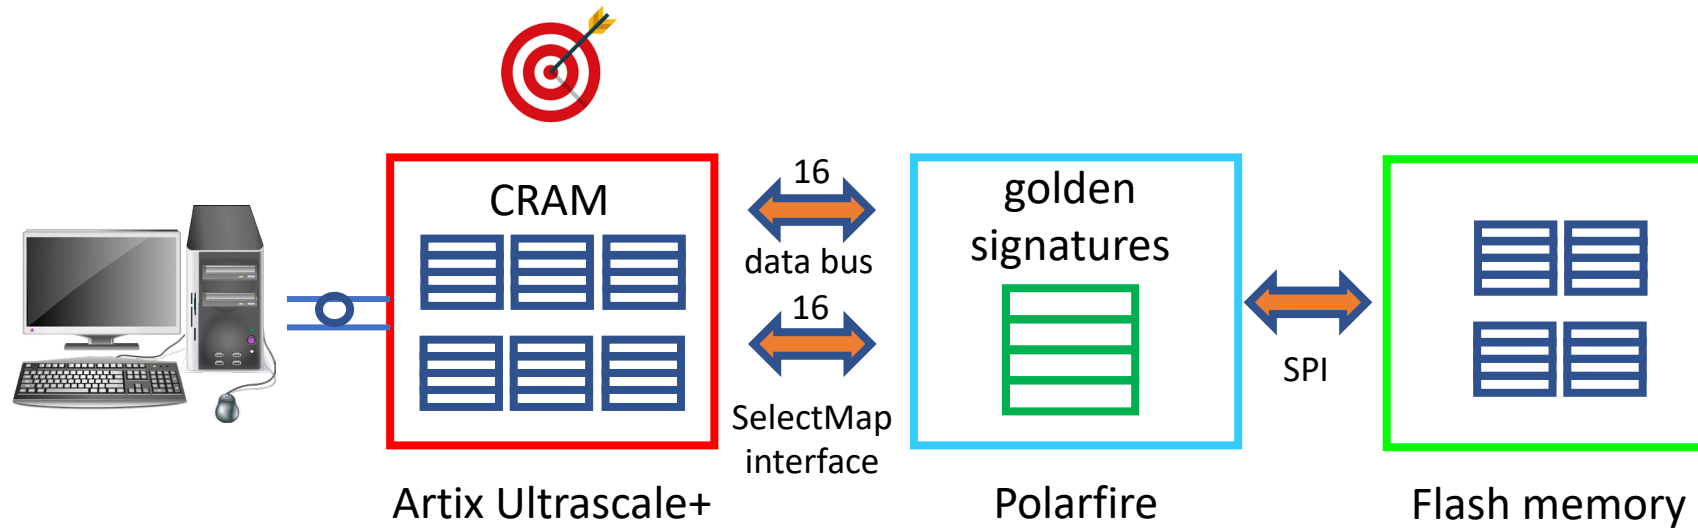 CRAM
16
data bus
16
SelectMap
interface
golden
signatures
SPI
Artix Ultrascale+
Polarfire
Flash memory